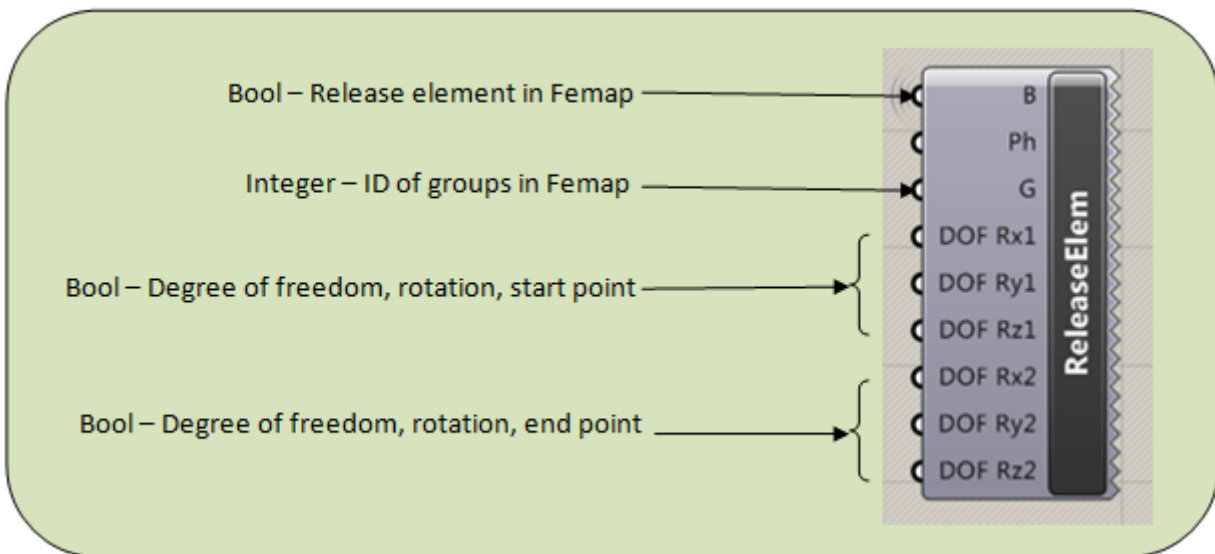 Bool – Release element in Femap
Integer – ID of groups in Femap
Bool – Degree of freedom, rotation, start point
Bool – Degree of freedom, rotation, end point
B
Ph
G
DOF Rx1
DOF Ry1
DOF Rz1
DOF Rx2
DOF Ry2
DOF Rz2
ReleaseElem